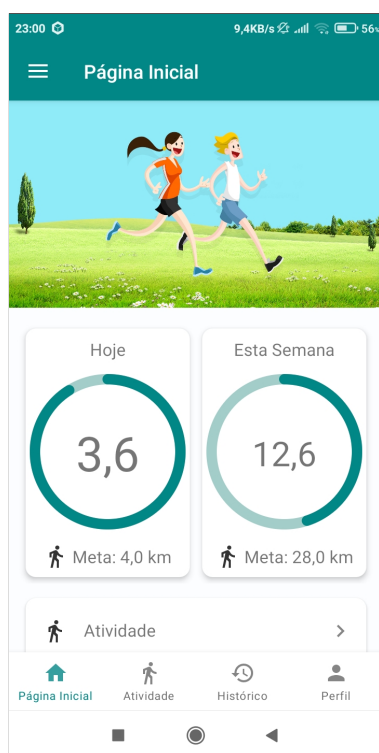 23:00 9,4KB/s 56%
Página Inicial
Hoje
Esta Semana
3,6
12,6
Meta: 4,0 km
Meta: 28,0 km
Atividade
Página Inicial Atividade Histórico Perfil